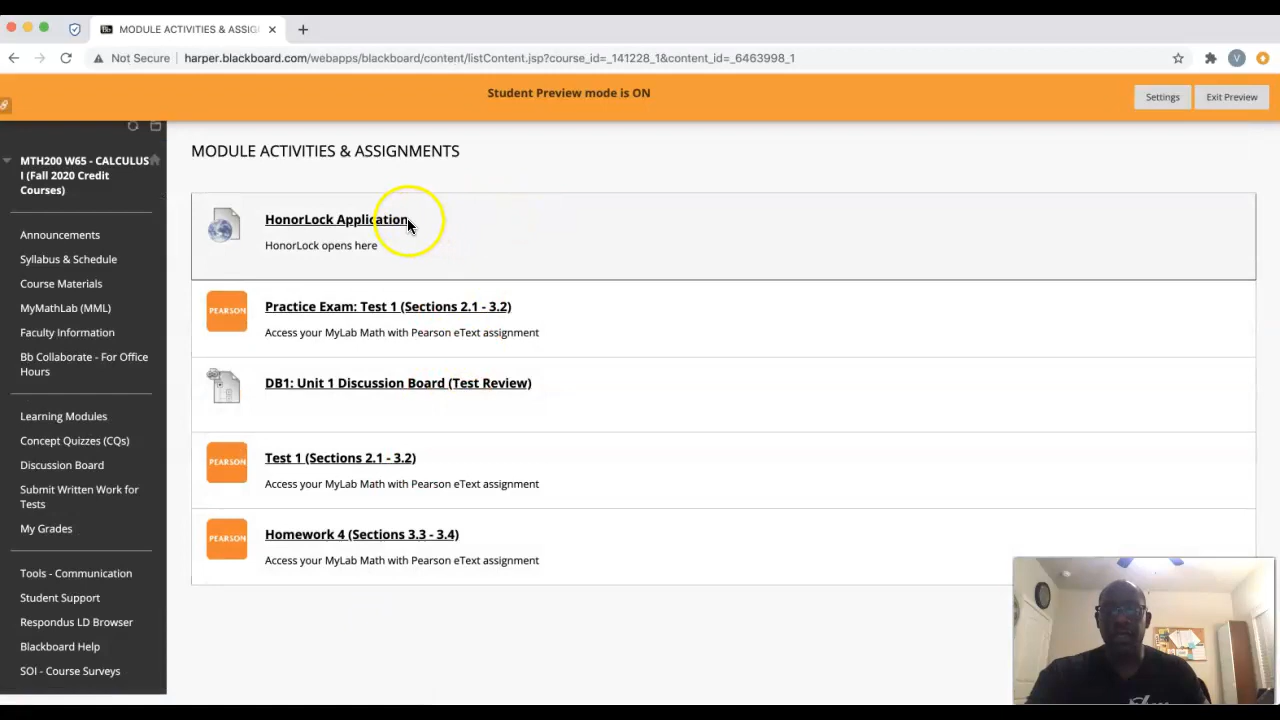 MODULE ACTIVITIES & ASSIG
Not Secure
harper.blackboard.com/webapps/blackboard/content/listContent.jsp?course_id=_141228_1&content_id=_6463998_1
V
Student Preview mode is ON
Settings
Exit Preview
MTH200 W65 - CALCULUS
I (Fall 2020 Credit
Courses)
Announcements
Syllabus & Schedule
Course Materials
MyMathLab (MML)
Faculty Information
Bb Collaborate - For Office
Hours
Learning Modules
Concept Quizzes (CQs)
Discussion Board
Submit Written Work for
Tests
My Grades
Tools - Communication
Student Support
Respondus LD Browser
Blackboard Help
SOI - Course Surveys
MODULE ACTIVITIES & ASSIGNMENTS
HonorLock Application
HonorLock opens here
PEARSON
Practice Exam: Test 1 (Sections 2.1 - 3.2)
Access your MyLab Math with Pearson eText assignment
DB1: Unit 1 Discussion Board (Test Review)
PEARSON
Test 1 (Sections 2.1 - 3.2)
Access your MyLab Math with Pearson eText assignment
PEARSON
Homework 4 (Sections 3.3 - 3.4)
Access your MyLab Math with Pearson eText assignment